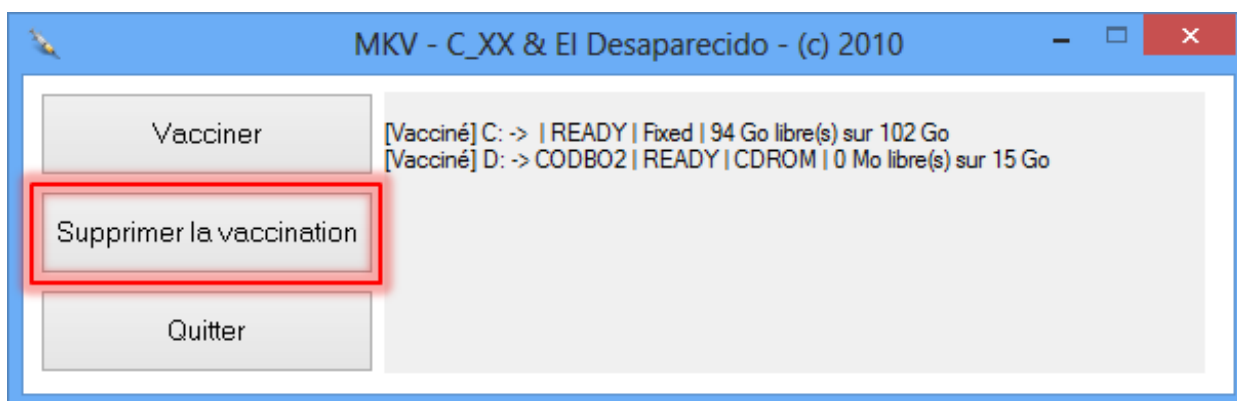 MKV - C_XX & El Desaparecido - (c) 2010
Vacciner
[Vacciné] C: -> | READY | Fixed | 94 Go libre(s) sur 102 Go
[Vacciné] D: -> CODBO2 | READY | CDROM | 0 Mo libre(s) sur 15 Go
Supprimer la vaccination
Quitter